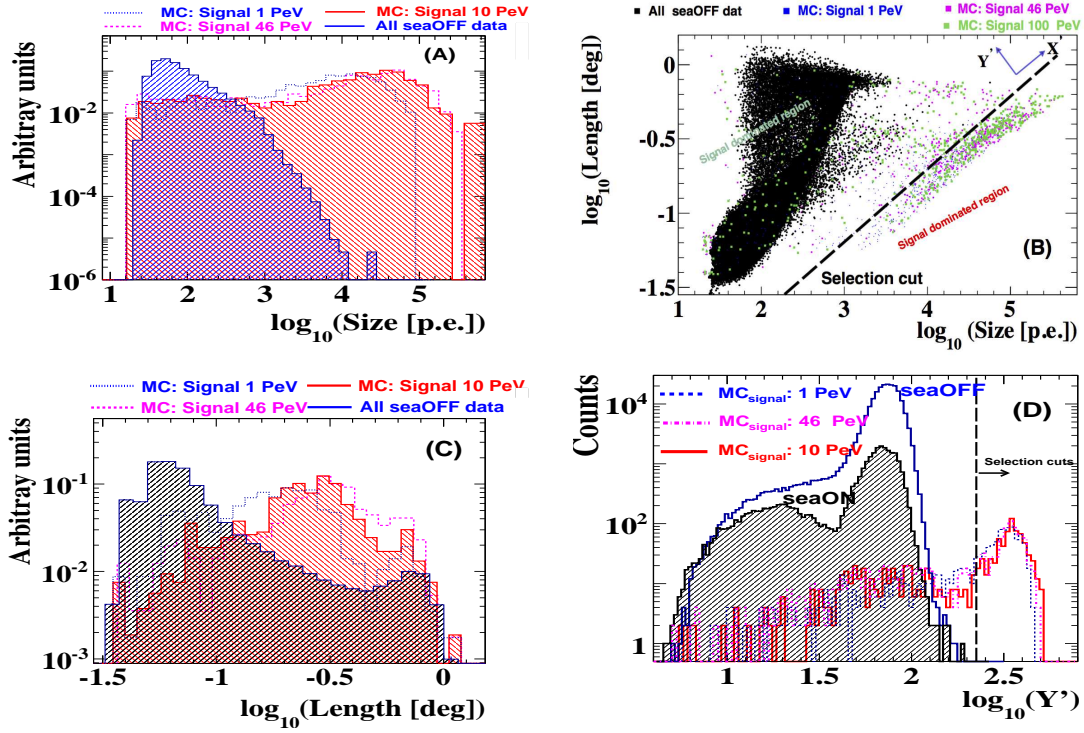 MC: Signal 1 PeV
MC: Signal 10 PeV
MC: Signal 46 PeV
All seaOFF data
(A)
Arbitray units
10-2
10-4
10-6
1
2
3
4
5
log10(Size [p.e.])
All seaOFF dat
MC: Signal 1 PeV
MC: Signal 46 PeV
MC: Signal 100 PeV
Y'
X'
log10(Length [deg]
0
-0.5
-1
-1.5
Signal dominated region
Signal dominated region
(B)
Selection cut
1
2
3
4
5
log10 (Size [p.e.])
MC: Signal 1 PeV
MC: Signal 10 PeV
MC: Signal 46 PeV
All seaOFF data
(C)
Arbitray units
10-1
10-2
10-3
-1.5
-1
-0.5
0
log10(Length [deg])
Counts
104
102
1
MCsignal: 1 PeV
MCsignal: 46 PeV
MCsignal: 10 PeV
seaOFF
(D)
Selection cuts
seaON
1
1.5
2
2.5
log10(Y')